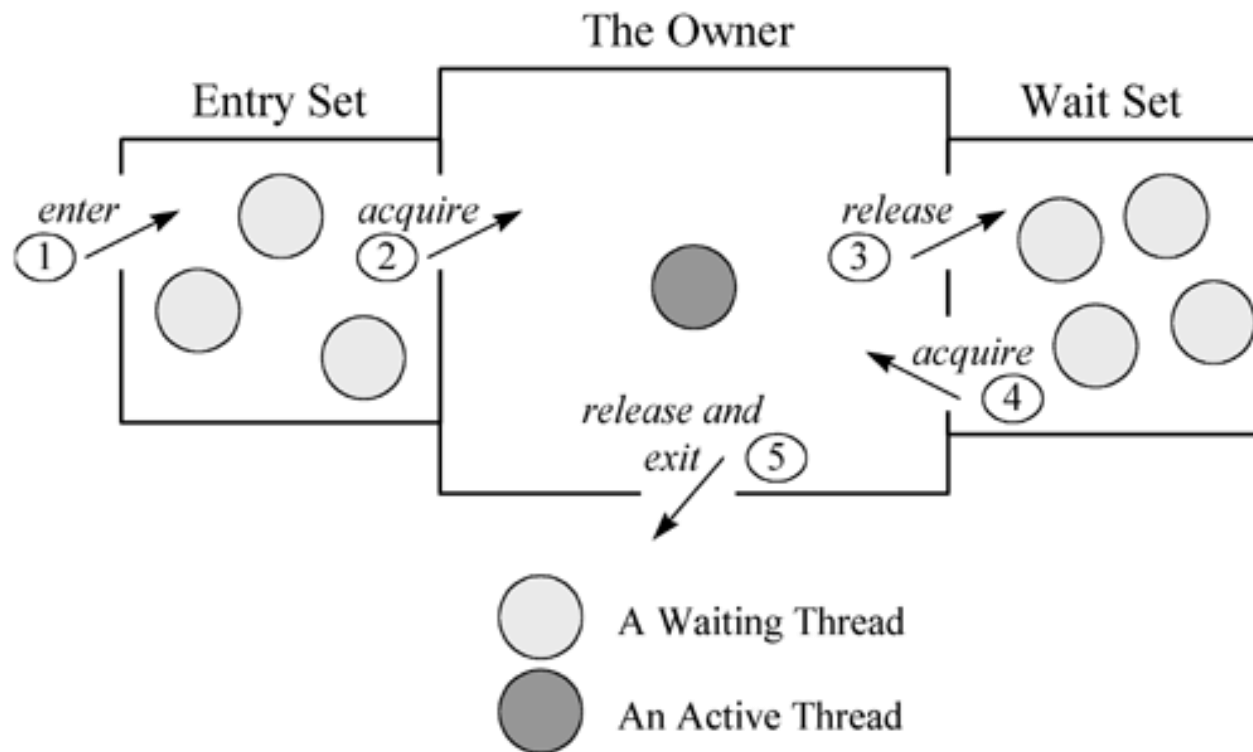 The Owner
Entry Set
Wait Set
enter
1
acquire
2
release
3
acquire
4
release and
exit
5
A Waiting Thread
An Active Thread